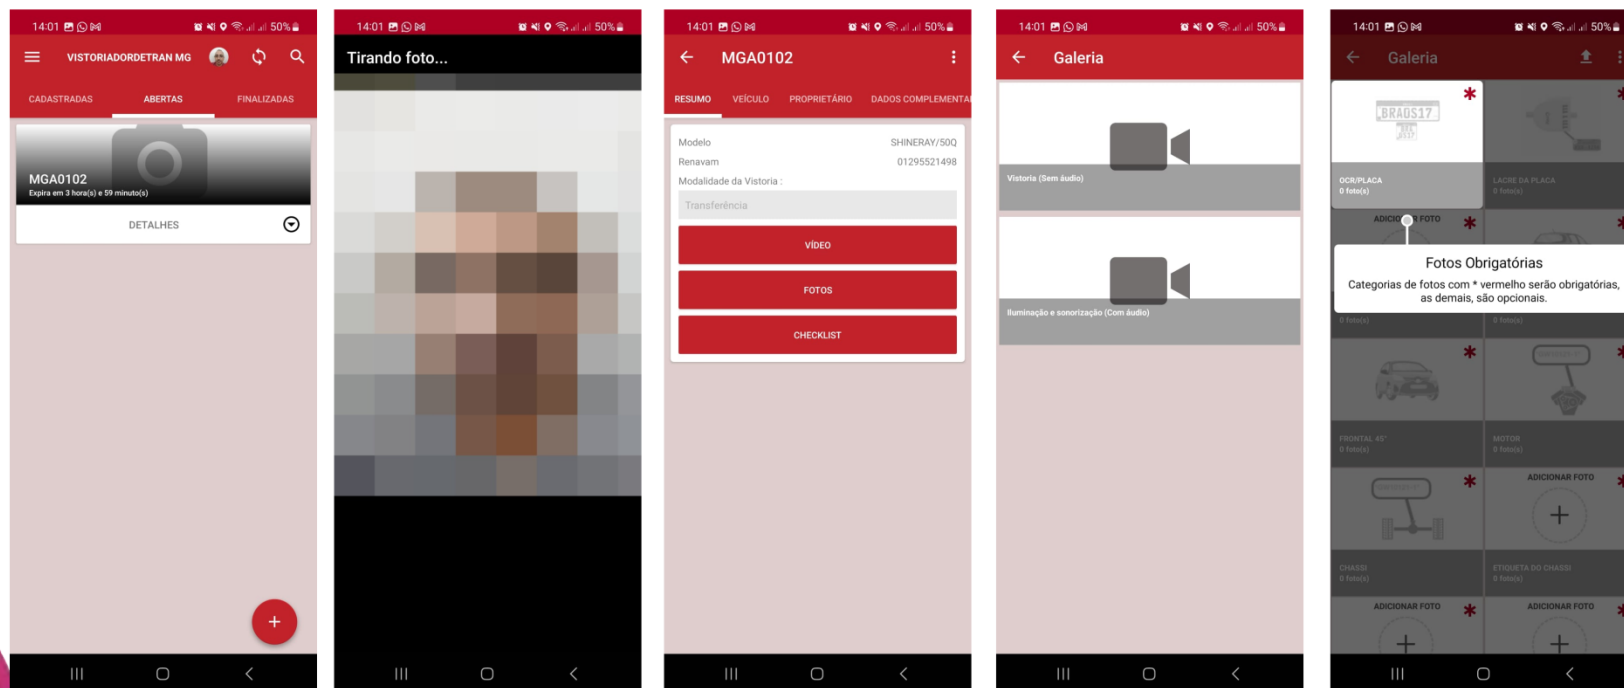 14:01
50%
VISTORIADORDETRAN MG
CADASTRADAS ABERTAS FINALIZADAS
MGA0102
Expira em 3 hora(s) e 59 minuto(s)
DETALHES
+
14:01
50%
Tirando foto...
14:01
50%
MGA0102
RESUMO VEÍCULO PROPRIETÁRIO DADOS COMPLEMENTA
Modelo SHINERAY/50Q
Renavam 01295521498
Modalidade da Vistoria :
Transferência
VÍDEO
FOTOS
CHECKLIST
14:01
50%
Galeria
Vistoria (Sem áudio)
Iluminação e sonorização (Com áudio)
14:01
50%
Galeria
BRA0S17
OCR/PLACA
0 foto(s)
LACRE DA PLACA
0 foto(s)
ADICIONAR FOTO
Fotos Obrigatórias
Categorias de fotos com * vermelho serão obrigatórias,
as demais, são opcionais.
0 foto(s)
0 foto(s)
FRONTAL 45°
0 foto(s)
MOTOR
0 foto(s)
ADICIONAR FOTO
CHASSI
0 foto(s)
ETIQUETA DO CHASSI
0 foto(s)
ADICIONAR FOTO
ADICIONAR FOTO